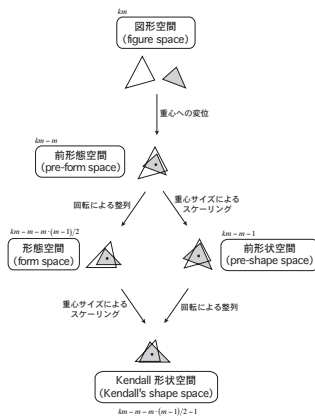 km
図形空間
(figure space)
重心への変位
km − m
前形態空間
(pre-form space)
回転による整列
重心サイズによる
スケーリング
km − m − m·(m−1)/2
形態空間
(form space)
km − m − 1
前形状空間
(pre-shape space)
重心サイズによる
スケーリング
回転による整列
Kendall 形状空間
(Kendall's shape space)
km − m − m·(m−1)/2 − 1